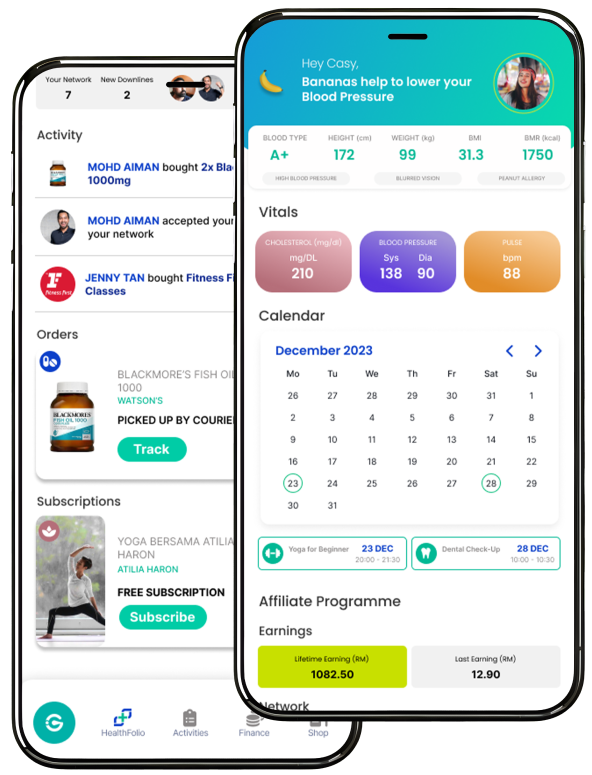 Your Network
New Downlines
7
2
Activity
MOHD AIMAN bought 2x Bla
1000mg
MOHD AIMAN accepted your
your network
JENNY TAN bought Fitness Fi
Classes
Fitness First
Orders
BLACKMORE'S FISH OIL
1000
WATSON'S
PICKED UP BY COURIE
Track
BLACKMORES
FISH OIL 1000
Subscriptions
YOGA BERSAMA ATILIA
HARON
ATILIA HARON
FREE SUBSCRIPTION
Subscribe
HealthFolio
Activities
Finance
Shop
Hey Casy,
Bananas help to lower your
Blood Pressure
BLOOD TYPE HEIGHT (cm) WEIGHT (kg) BMI BMR (kcal)
A+ 172 99 31.3 1750
HIGH BLOOD PRESSURE BLURRED VISION PEANUT ALLERGY
Vitals
CHOLESTEROL (mg/dl) BLOOD PRESSURE PULSE
mg/DL Sys Dia bpm
210 138 90 88
Calendar
December 2023
Mo Tu We Th Fr Sat Su
26 27 28 29 30 31 1
2 3 4 5 6 7 8
9 10 11 12 13 14 15
16 17 18 19 20 21 22
23 24 25 26 27 28 29
30 31
Yoga for Beginner 23 DEC
20:00 - 21:30
Dental Check-Up 28 DEC
10:00 - 10:30
Affiliate Programme
Earnings
Lifetime Earning (RM)
1082.50
Last Earning (RM)
12.90
Network